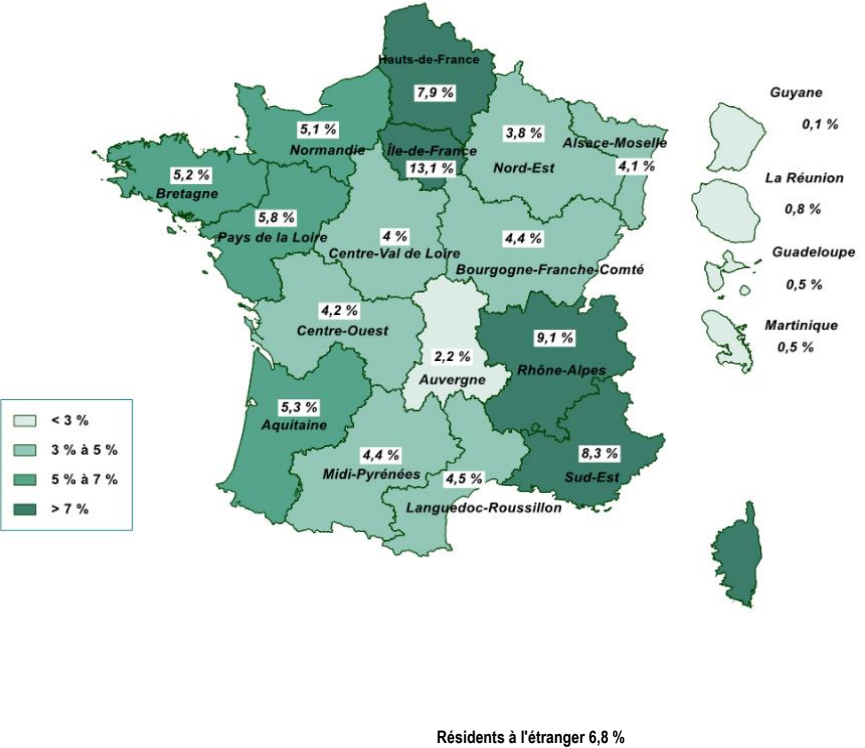 Hauts-de-France
7,9 %
Guyane
0,1 %
5,1 %
Normandie
Île-de-France
13,1 %
3,8 %
Nord-Est
Alsace-Moselle
4,1 %
5,2 %
Bretagne
La Réunion
0,8 %
5,8 %
Pays de la Loire
4 %
Centre-Val de Loire
4,4 %
Bourgogne-Franche-Comté
Guadeloupe
0,5 %
4,2 %
Centre-Ouest
Martinique
0,5 %
2,2 %
Auvergne
9,1 %
Rhône-Alpes
5,3 %
Aquitaine
4,4 %
Midi-Pyrénées
4,5 %
Languedoc-Roussillon
8,3 %
Sud-Est
< 3 %
3 % à 5 %
5 % à 7 %
> 7 %
Résidents à l'étranger 6,8 %